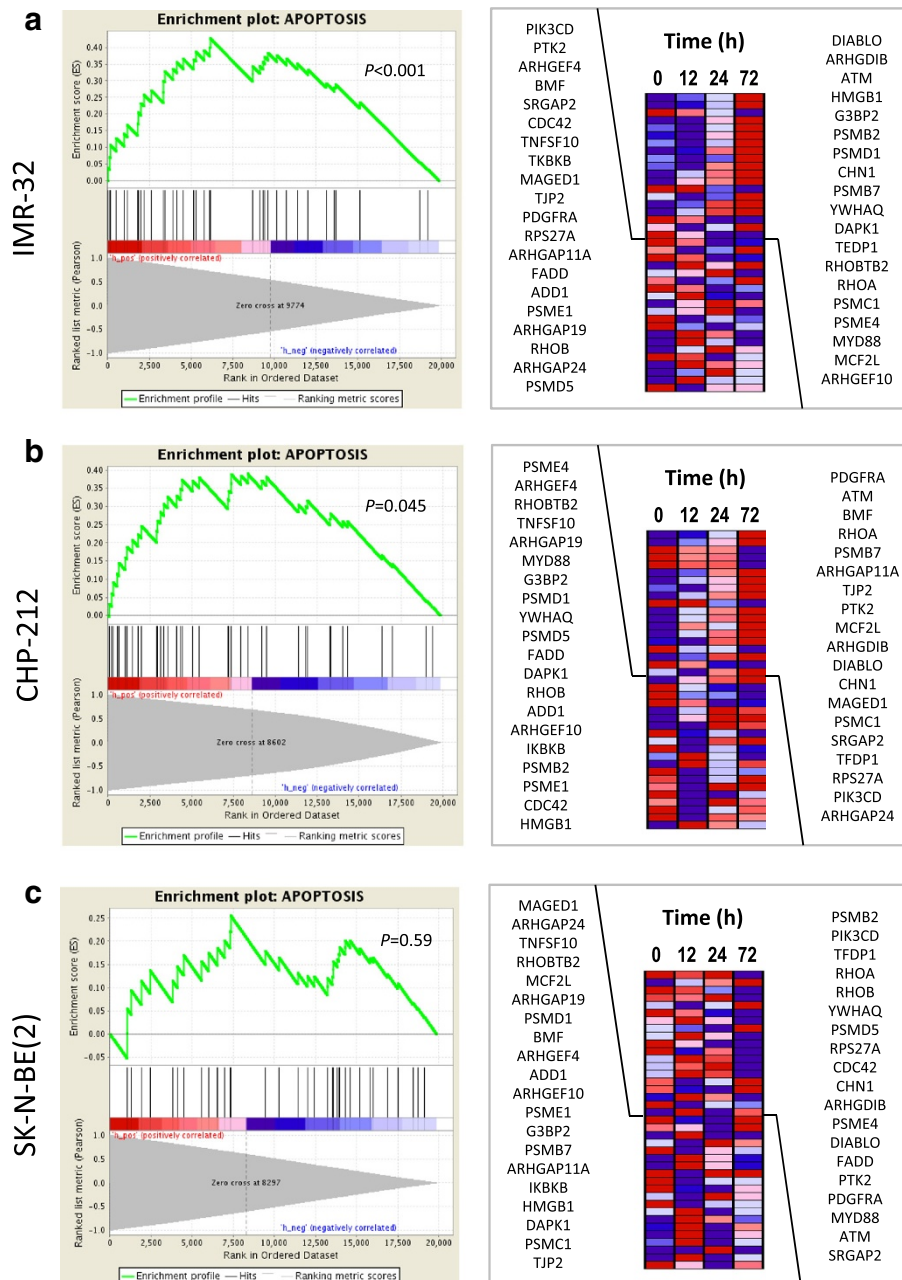 a
IMR-32
Enrichment plot: APOPTOSIS
P<0.001
Enrichment score (ES)
0.40
0.35
0.30
0.25
0.20
0.15
0.10
0.05
0.00
'h_pos' (positively correlated)
Ranked list metric (Pearson)
1.0
0.5
0.0
−0.5
−1.0
Zero cross at 9774
'h_neg' (negatively correlated)
0 2,500 5,000 7,500 10,000 12,500 15,000 17,500 20,000
Rank in Ordered Dataset
Enrichment profile Hits Ranking metric scores
PIK3CD
PTK2
ARHGEF4
BMF
SRGAP2
CDC42
TNFSF10
TKBKB
MAGED1
TJP2
PDGFRA
RPS27A
ARHGAP11A
FADD
ADD1
PSME1
ARHGAP19
RHOB
ARHGAP24
PSMD5
Time (h)
0 12 24 72
DIABLO
ARHGDIB
ATM
HMGB1
G3BP2
PSMB2
PSMD1
CHN1
PSMB7
YWHAQ
DAPK1
TEDP1
RHOBTB2
RHOA
PSMC1
PSME4
MYD88
MCF2L
ARHGEF10
b
CHP-212
Enrichment plot: APOPTOSIS
P=0.045
Enrichment score (ES)
0.40
0.35
0.30
0.25
0.20
0.15
0.10
0.05
0.00
'h_pos' (positively correlated)
Ranked list metric (Pearson)
1.0
0.5
0.0
−0.5
−1.0
Zero cross at 8602
'h_neg' (negatively correlated)
0 2,500 5,000 7,500 10,000 12,500 15,000 17,500 20,000
Rank in Ordered Dataset
Enrichment profile Hits Ranking metric scores
PSME4
ARHGEF4
RHOBTB2
TNFSF10
ARHGAP19
MYD88
G3BP2
PSMD1
YWHAQ
PSMD5
FADD
DAPK1
RHOB
ADD1
ARHGEF10
IKBKB
PSMB2
PSME1
CDC42
HMGB1
Time (h)
0 12 24 72
PDGFRA
ATM
BMF
RHOA
PSMB7
ARHGAP11A
TJP2
PTK2
MCF2L
ARHGDIB
DIABLO
CHN1
MAGED1
PSMC1
SRGAP2
TFDP1
RPS27A
PIK3CD
ARHGAP24
c
SK-N-BE(2)
Enrichment plot: APOPTOSIS
P=0.59
Enrichment score (ES)
0.25
0.20
0.15
0.10
0.05
0.00
−0.05
'h_pos' (positively correlated)
Ranked list metric (Pearson)
1.0
0.5
0.0
−0.5
−1.0
Zero cross at 8297
'h_neg' (negatively correlated)
0 2,500 5,000 7,500 10,000 12,500 15,000 17,500 20,000
Rank in Ordered Dataset
Enrichment profile Hits Ranking metric scores
MAGED1
ARHGAP24
TNFSF10
RHOBTB2
MCF2L
ARHGAP19
PSMD1
BMF
ARHGEF4
ADD1
ARHGEF10
PSME1
G3BP2
PSMB7
ARHGAP11A
IKBKB
HMGB1
DAPK1
PSMC1
TJP2
Time (h)
0 12 24 72
PSMB2
PIK3CD
TFDP1
RHOA
RHOB
YWHAQ
PSMD5
RPS27A
CDC42
CHN1
ARHGDIB
PSME4
DIABLO
FADD
PTK2
PDGFRA
MYD88
ATM
SRGAP2